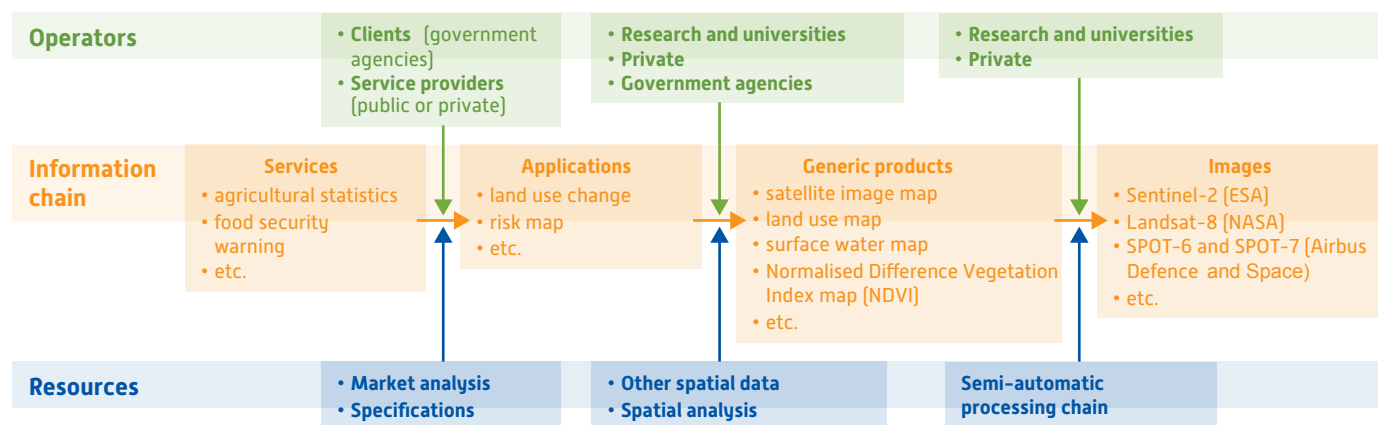 Operators
• Clients (government
agencies)
• Service providers
(public or private)
• Research and universities
• Private
• Government agencies
• Research and universities
• Private
Information
chain
Services
• agricultural statistics
• food security
warning
• etc.
Applications
• land use change
• risk map
• etc.
Generic products
• satellite image map
• land use map
• surface water map
• Normalised Difference Vegetation
Index map (NDVI)
• etc.
Images
• Sentinel-2 (ESA)
• Landsat-8 (NASA)
• SPOT-6 and SPOT-7 (Airbus
Defence and Space)
• etc.
Resources
• Market analysis
• Specifications
• Other spatial data
• Spatial analysis
Semi-automatic
processing chain